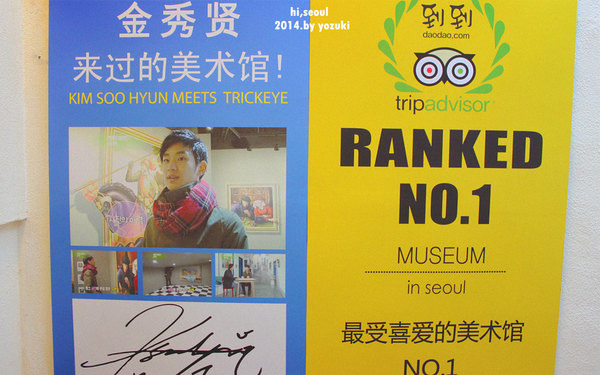 hi,seoul
2014.by yozuki
金秀贤
来过的美术馆!
KIM SOO HYUN MEETS TRICKEYE
到到
daodao.com
tripadvisor
RANKED
NO.1
MUSEUM
in seoul
最受喜爱的美术馆
NO.1